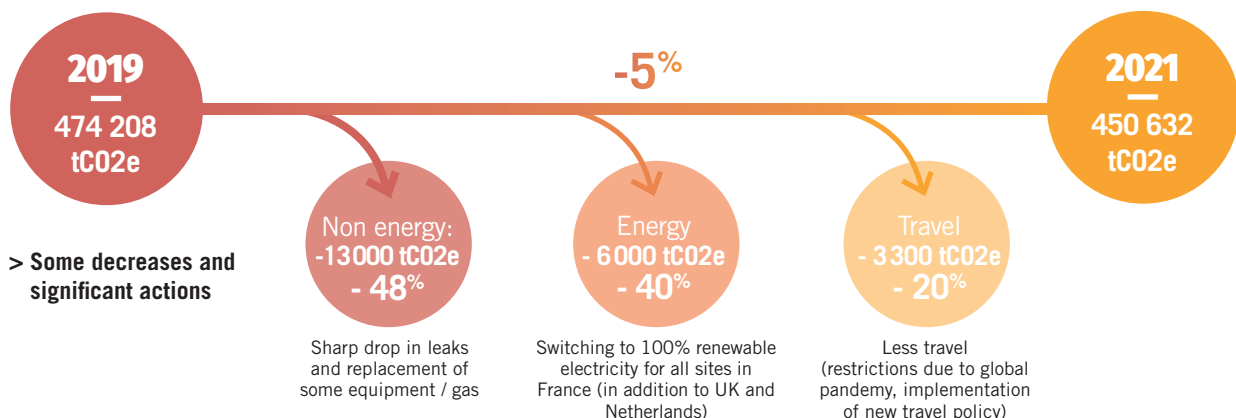 2019
474 208
tC02e
-5%
2021
450 632
tC02e
> Some decreases and
significant actions
Non energy:
-13000 tC02e
- 48%
Sharp drop in leaks
and replacement of
some equipment / gas
Energy
- 6000 tC02e
- 40%
Switching to 100% renewable
electricity for all sites in
France (in addition to UK and
Netherlands)
Travel
- 3300 tC02e
- 20%
Less travel
(restrictions due to global
pandemy, implementation
of new travel policy)